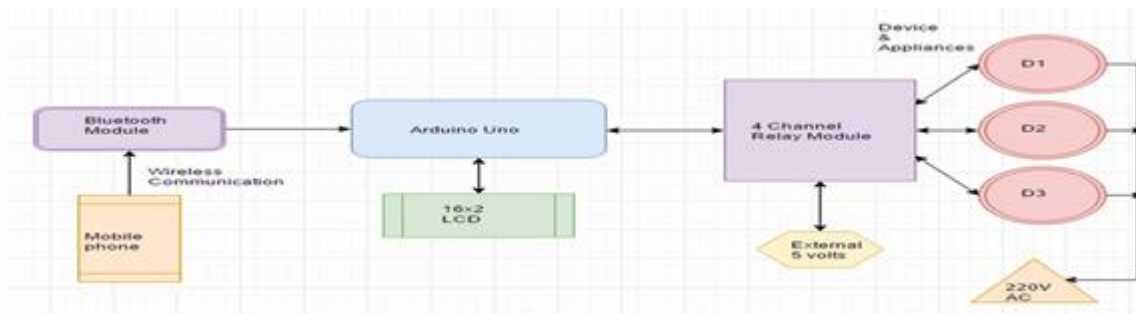 Device
&
Appliances
D1
Bluetooth
Module
Arduino Uno
4 Channel
Relay Module
D2
Wireless
Communication
16×2
LCD
D3
Mobile
phone
External
5 volts
220V
AC